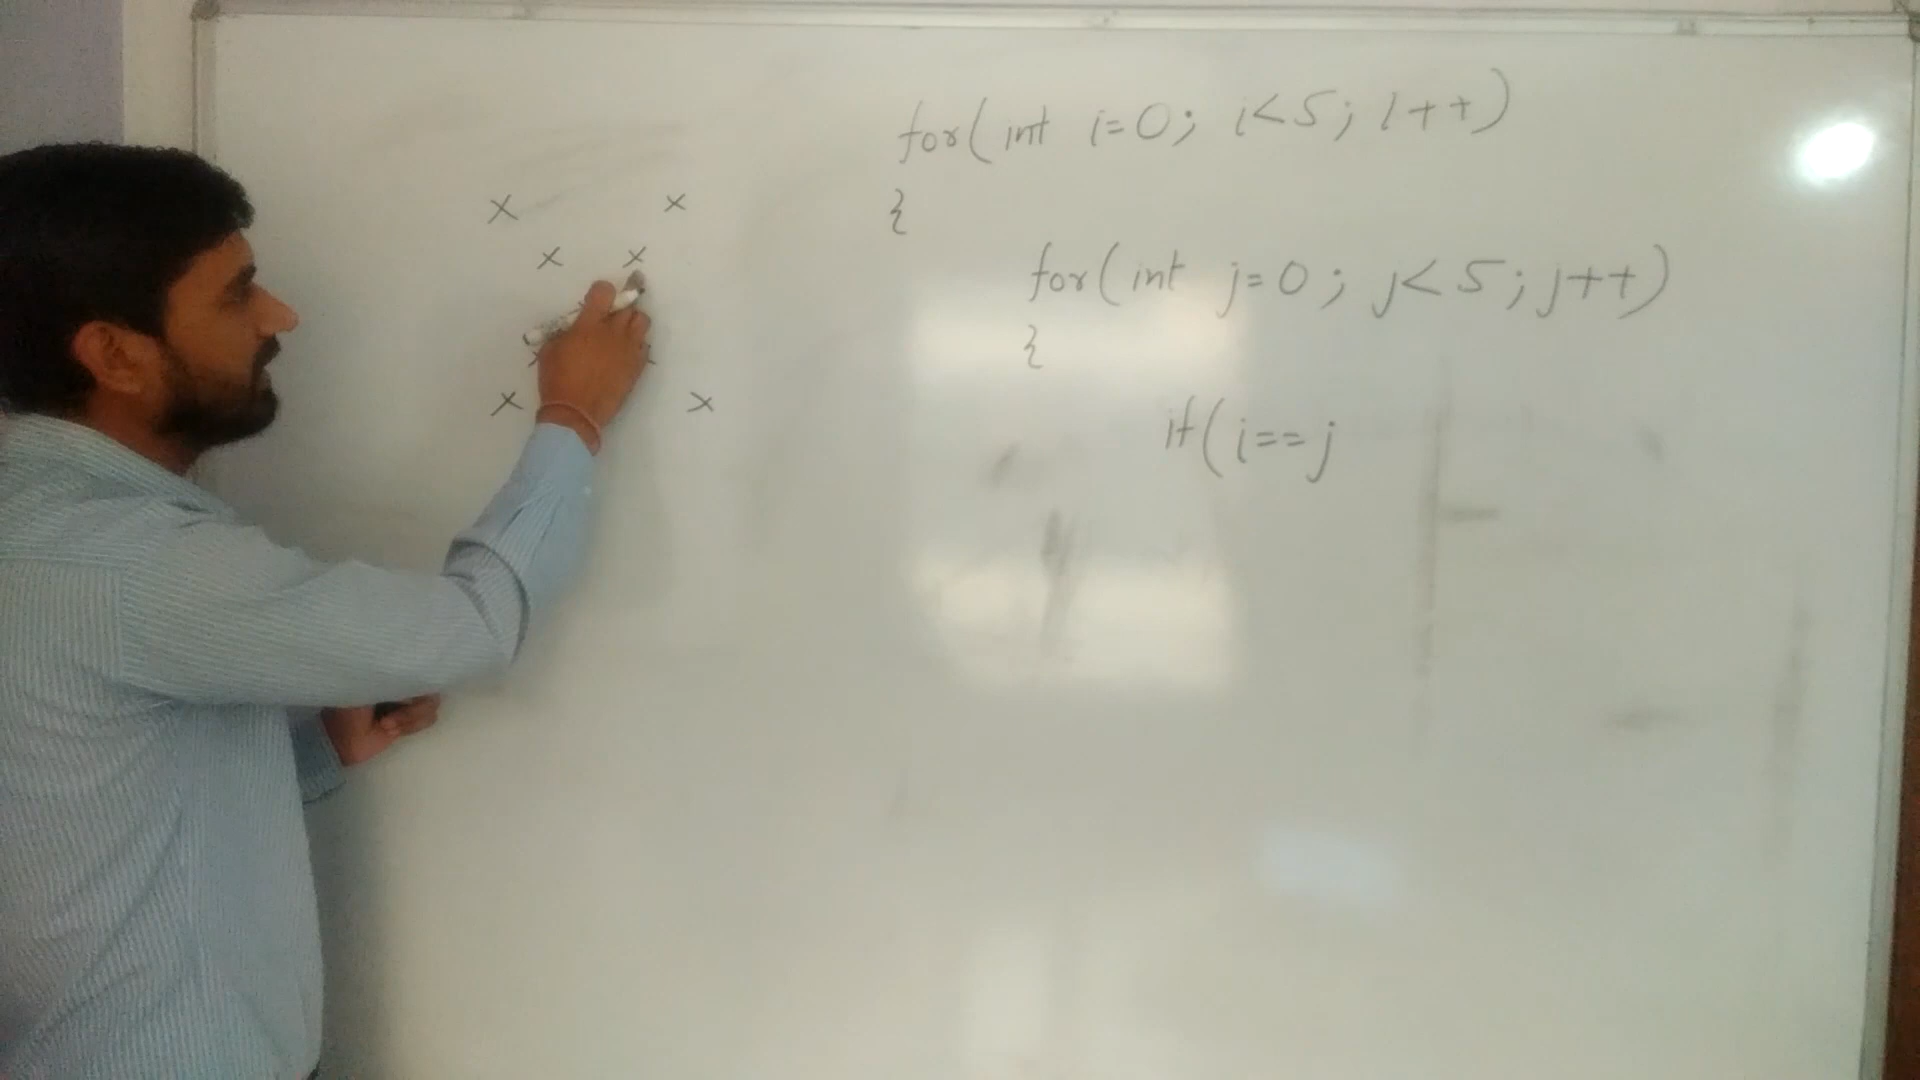 x x
x x
x x
for(int i=0; i<5; i++)
{
for(int j=0; j<5; j++)
{
if(i==j